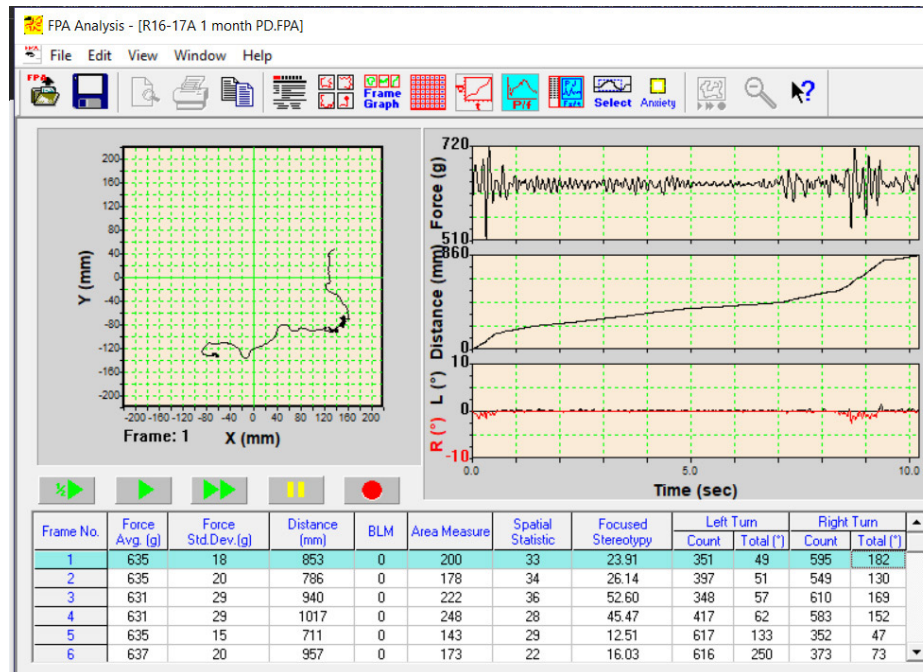 FPA Analysis - [R16-17A 1 month PD.FPA]
File Edit View Window Help
FPA Frame Graph t P/f Select Anxiety
200
160
120
80
40
0
-40
-80
-120
-160
-200
Y (mm)
-200 -160 -120 -80 -40 0 40 80 120 160 200
Frame: 1 X (mm)
720
Force (g)
510
860
Distance (mm)
0
10
R (°) L (°)
0
-10
0.0 5.0 10.0
Time (sec)
½
Frame No. Force Avg. (g) Force Std.Dev.(g) Distance (mm) BLM Area Measure Spatial Statistic Focused Stereotypy Left Turn Right Turn
Count Total (°) Count Total (°)
1 635 18 853 0 200 33 23.91 351 49 595 182
2 635 20 786 0 178 34 26.14 397 51 549 130
3 631 29 940 0 222 36 52.60 348 57 610 169
4 631 29 1017 0 248 28 45.47 417 62 583 152
5 635 15 711 0 143 29 12.51 617 133 352 47
6 637 20 957 0 173 22 16.03 616 250 373 73